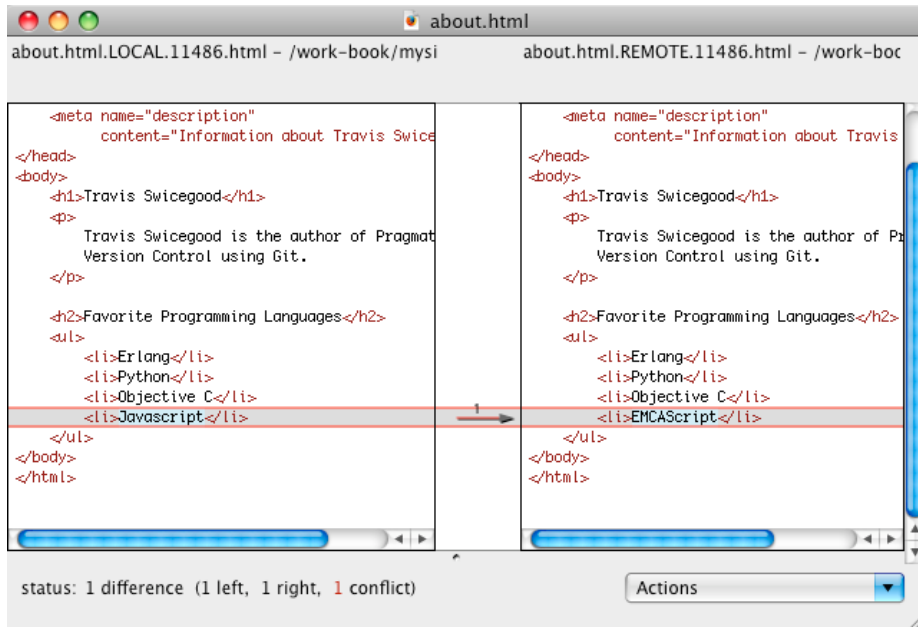 about.html
about.html.LOCAL.11486.html - /work-book/mysi
about.html.REMOTE.11486.html - /work-boc
<meta name="description"
content="Information about Travis Swice
</head>
<body>
<h1>Travis Swicegood</h1>
<p>
Travis Swicegood is the author of Pragmat
Version Control using Git.
</p>
<h2>Favorite Programming Languages</h2>
<ul>
<li>Erlang</li>
<li>Python</li>
<li>Objective C</li>
<li>Javascript</li>
</ul>
</body>
</html>
1
<meta name="description"
content="Information about Travis
</head>
<body>
<h1>Travis Swicegood</h1>
<p>
Travis Swicegood is the author of Pr
Version Control using Git.
</p>
<h2>Favorite Programming Languages</h2>
<ul>
<li>Erlang</li>
<li>Python</li>
<li>Objective C</li>
<li>EMCAScript</li>
</ul>
</body>
</html>
status: 1 difference (1 left, 1 right, 1 conflict)
Actions